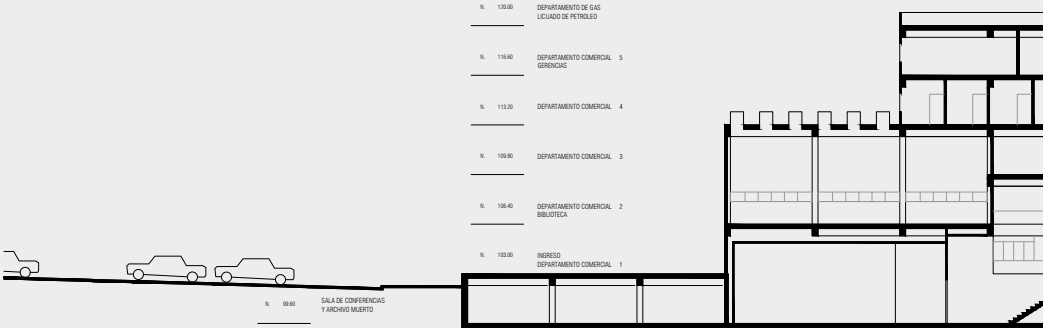 N. 120.00 DEPARTAMENTO DE GAS
LICUADO DE PETROLEO
N. 116.60 DEPARTAMENTO COMERCIAL 5
GERENCIAS
N. 113.20 DEPARTAMENTO COMERCIAL 4
N. 109.80 DEPARTAMENTO COMERCIAL 3
N. 106.40 DEPARTAMENTO COMERCIAL 2
BIBLIOTECA
N. 103.00 INGRESO
DEPARTAMENTO COMERCIAL 1
N. 99.60 SALA DE CONFERENCIAS
Y ARCHIVO MUERTO